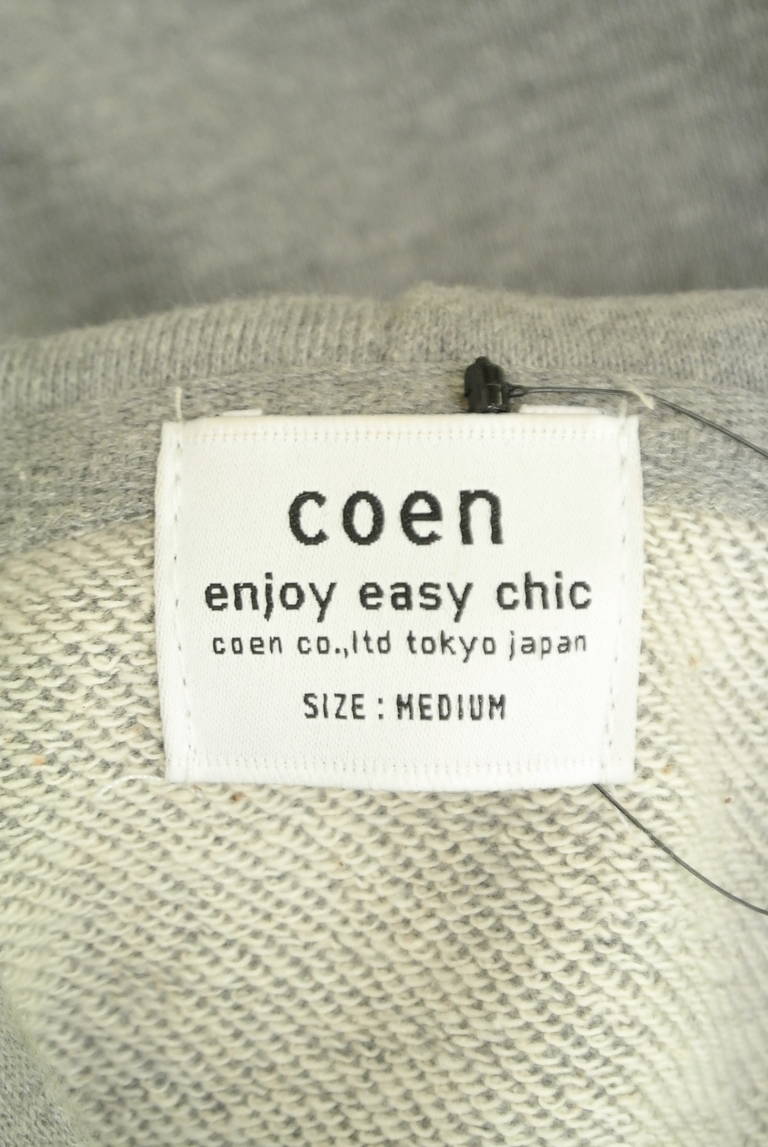 coen
enjoy easy chic
coen co.,ltd tokyo japan
SIZE : MEDIUM